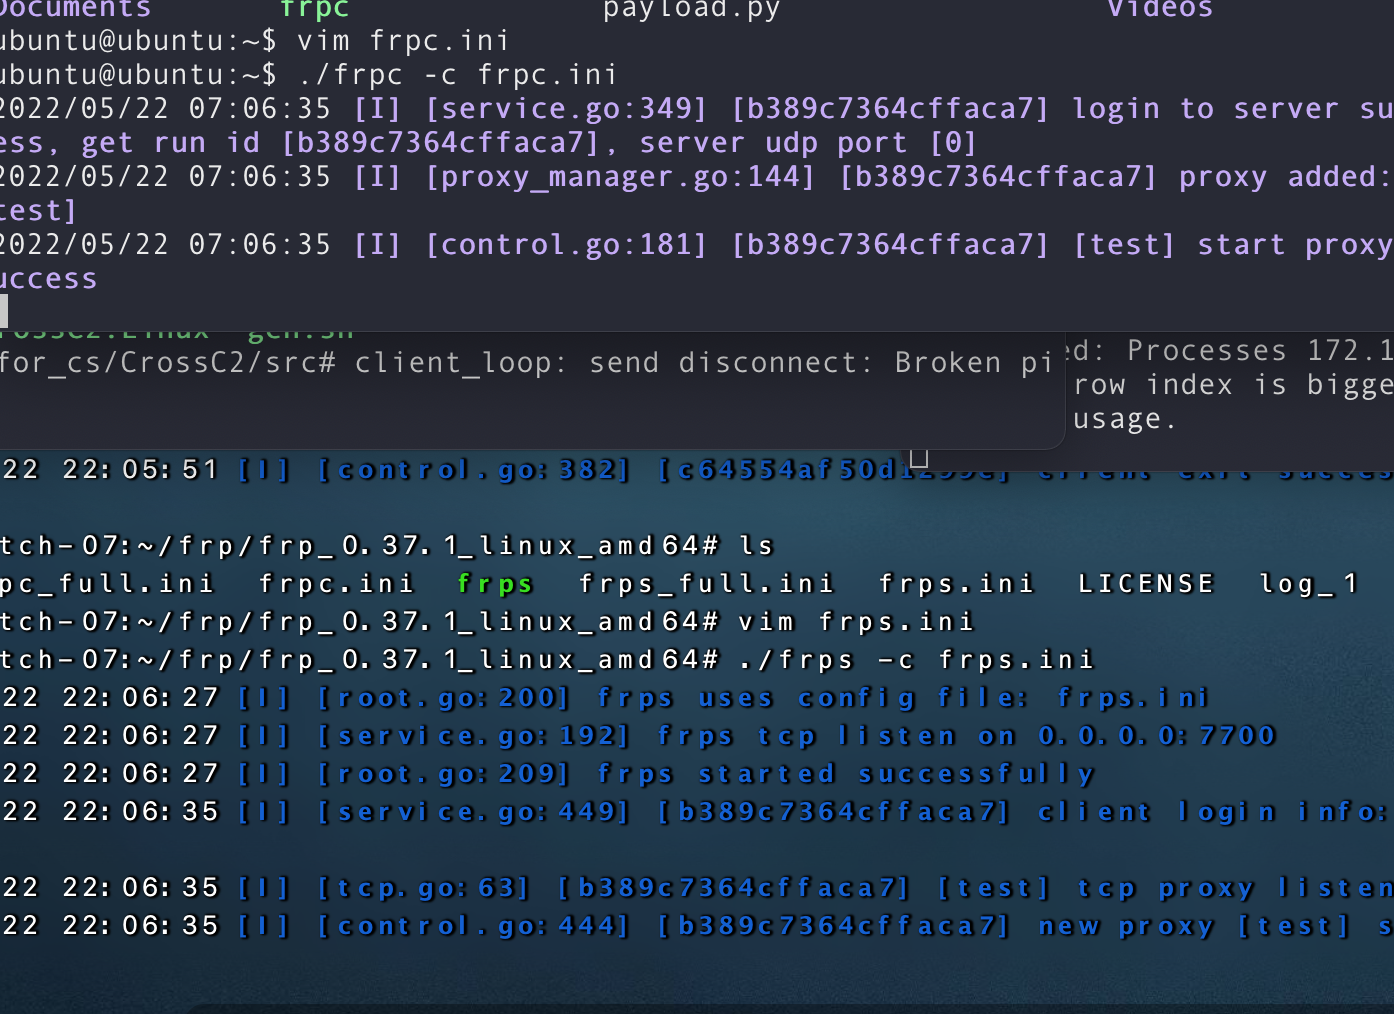 Documents frpc payload.py Videos
ubuntu@ubuntu:~$ vim frpc.ini
ubuntu@ubuntu:~$ ./frpc -c frpc.ini
2022/05/22 07:06:35 [I] [service.go:349] [b389c7364cffaca7] login to server su
ess, get run id [b389c7364cffaca7], server udp port [0]
2022/05/22 07:06:35 [I] [proxy_manager.go:144] [b389c7364cffaca7] proxy added:
test]
2022/05/22 07:06:35 [I] [control.go:181] [b389c7364cffaca7] [test] start proxy
uccess
rossC2.Linux gen.sh
for_cs/CrossC2/src# client_loop: send disconnect: Broken pi
ed: Processes 172.1
row index is bigge
usage.
22 22:05:51 [I] [control.go:382] [c64554af50d1299c] client exit succes
tch-07:~/frp/frp_0.37.1_linux_amd64# ls
pc_full.ini frpc.ini frps frps_full.ini frps.ini LICENSE log_1
tch-07:~/frp/frp_0.37.1_linux_amd64# vim frps.ini
tch-07:~/frp/frp_0.37.1_linux_amd64# ./frps -c frps.ini
22 22:06:27 [I] [root.go:200] frps uses config file: frps.ini
22 22:06:27 [I] [service.go:192] frps tcp listen on 0.0.0.0:7700
22 22:06:27 [I] [root.go:209] frps started successfully
22 22:06:35 [I] [service.go:449] [b389c7364cffaca7] client login info:
22 22:06:35 [I] [tcp.go:63] [b389c7364cffaca7] [test] tcp proxy listen
22 22:06:35 [I] [control.go:444] [b389c7364cffaca7] new proxy [test] s